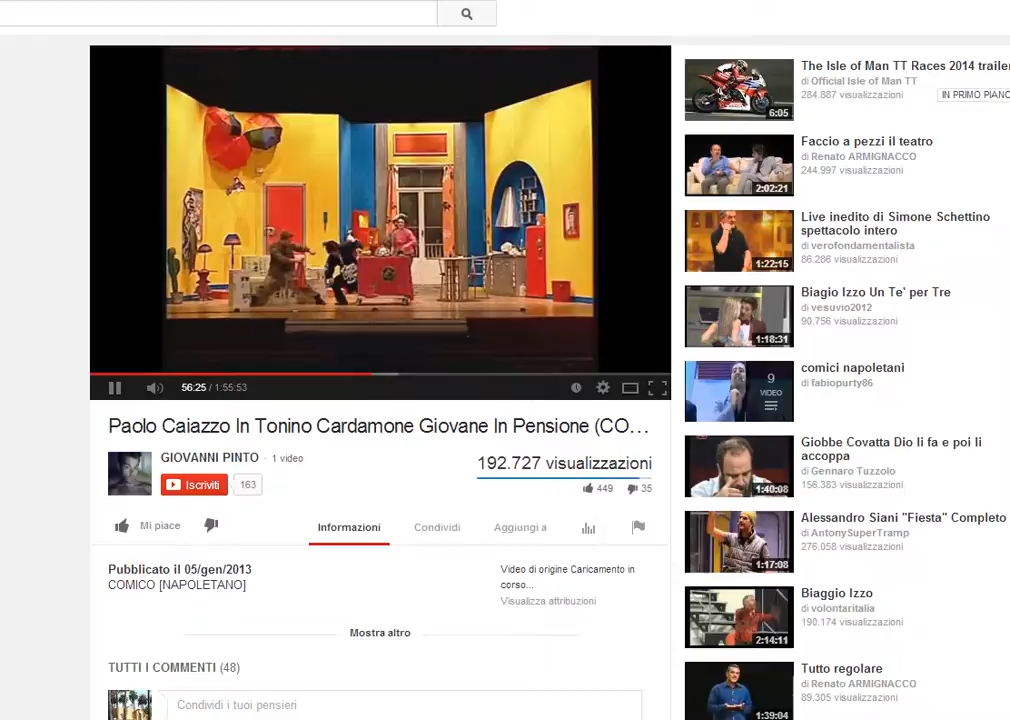 56:25 / 1:55:53
Paolo Caiazzo In Tonino Cardamone Giovane In Pensione (CO...
GIOVANNI PINTO · 1 video
Iscriviti 163
192.727 visualizzazioni
449 35
Mi piace
Informazioni Condividi Aggiungi a
Pubblicato il 05/gen/2013
COMICO [NAPOLETANO]
Video di origine Caricamento in
corso...
Visualizza attribuzioni
Mostra altro
TUTTI I COMMENTI (48)
Condividi i tuoi pensieri
The Isle of Man TT Races 2014 trailer
di Official Isle of Man TT
284.887 visualizzazioni IN PRIMO PIANO
6:05
Faccio a pezzi il teatro
di Renato ARMIGNACCO
244.997 visualizzazioni
2:02:21
Live inedito di Simone Schettino
spettacolo intero
di verofondamentalista
86.286 visualizzazioni
1:22:15
Biagio Izzo Un Te' per Tre
di vesuvio2012
90.756 visualizzazioni
1:18:31
comici napoletani
di fabiopurty86
9
VIDEO
Giobbe Covatta Dio li fa e poi li
accoppa
di Gennaro Tuzzolo
156.383 visualizzazioni
1:40:08
Alessandro Siani "Fiesta" Completo
di AntonySuperTramp
276.058 visualizzazioni
1:17:08
Biaggio Izzo
di volontaritalia
190.174 visualizzazioni
2:14:11
Tutto regolare
di Renato ARMIGNACCO
89.305 visualizzazioni
1:39:04